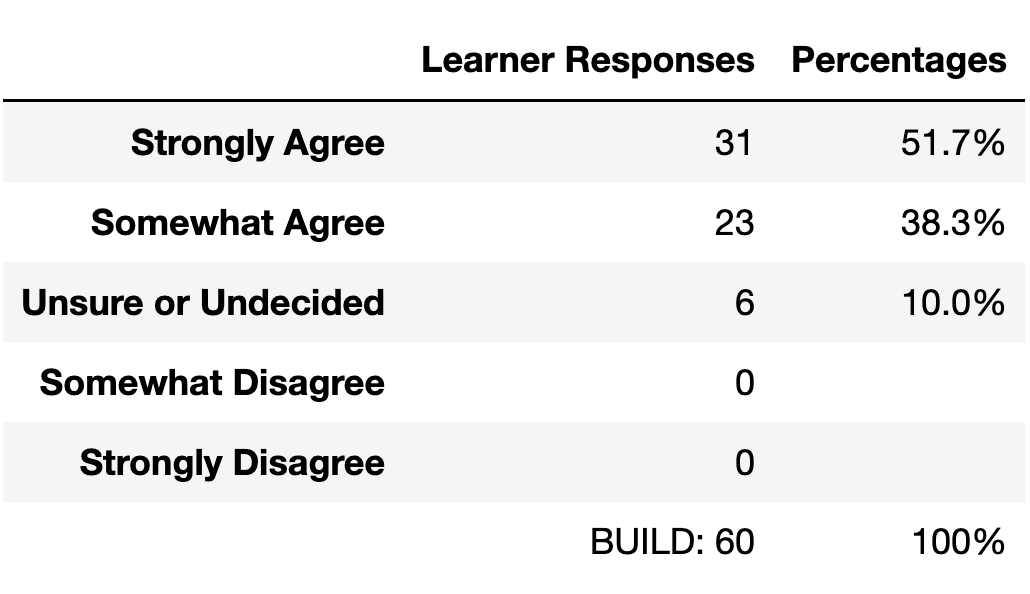 Learner Responses Percentages
Strongly Agree 31 51.7%
Somewhat Agree 23 38.3%
Unsure or Undecided 6 10.0%
Somewhat Disagree 0
Strongly Disagree 0
BUILD: 60 100%